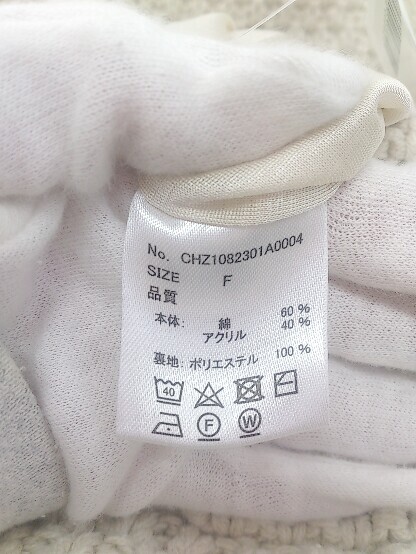 No. CHZ1082301A0004
SIZE F
品質
本体: 綿 60 %
アクリル 40 %
裏地: ポリエステル 100 %
40
F W